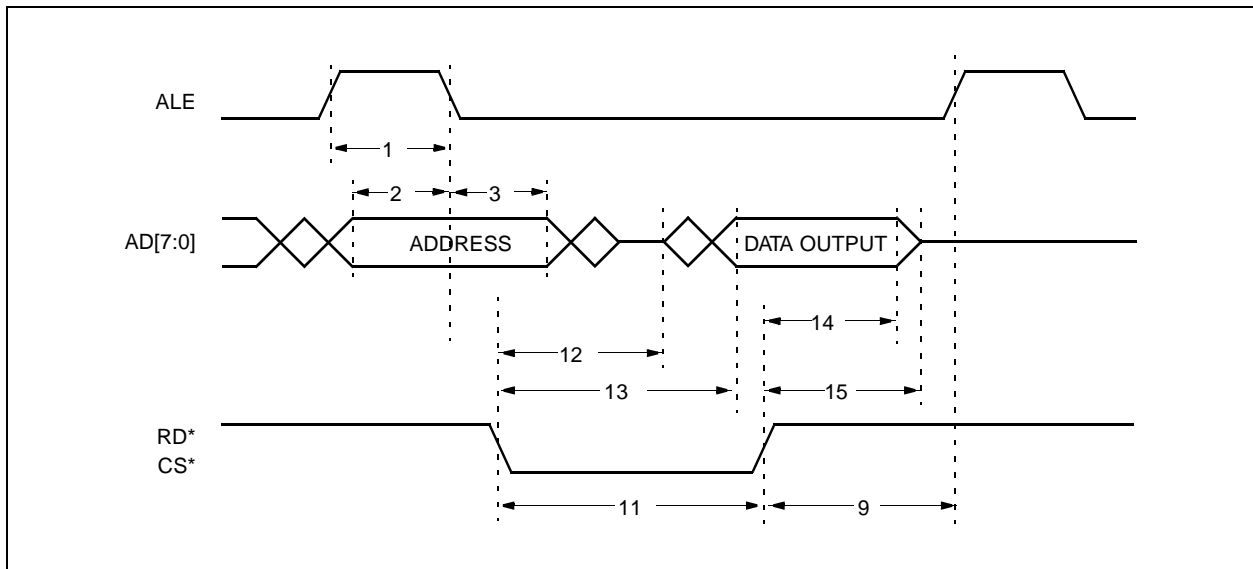 ALE
1
2
3
AD[7:0]
ADDRESS
DATA OUTPUT
14
12
13
15
RD*
CS*
11
9